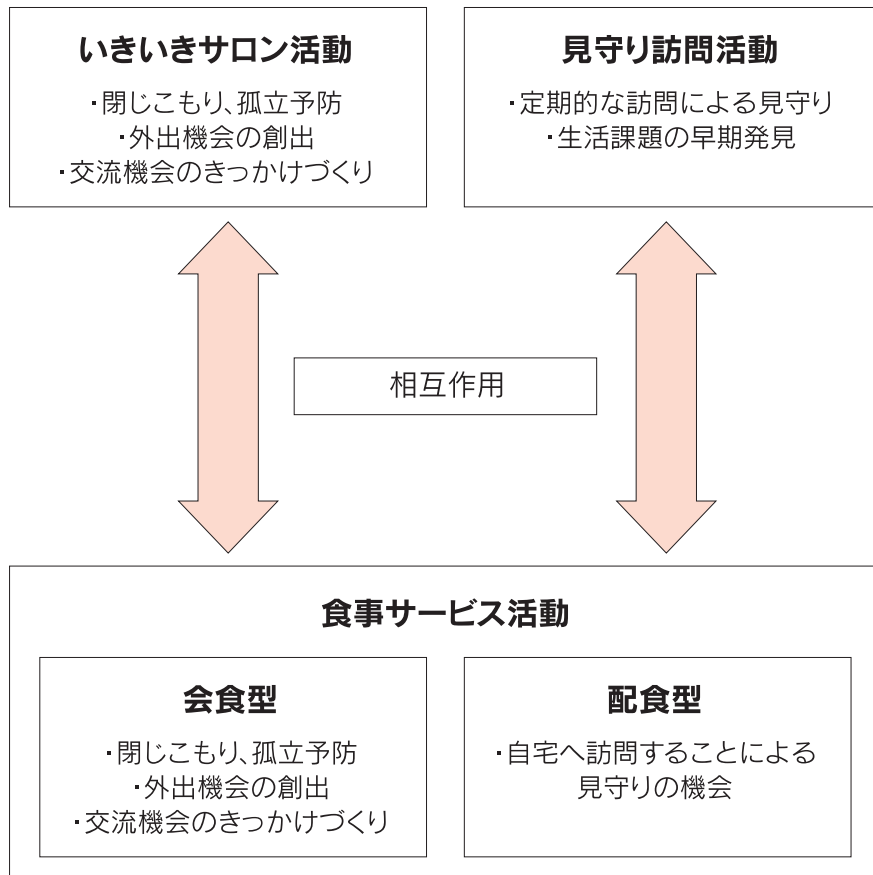 いきいきサロン活動
・閉じこもり、孤立予防
・外出機会の創出
・交流機会のきっかけづくり
見守り訪問活動
・定期的な訪問による見守り
・生活課題の早期発見
相互作用
食事サービス活動
会食型
・閉じこもり、孤立予防
・外出機会の創出
・交流機会のきっかけづくり
配食型
・自宅へ訪問することによる
見守りの機会